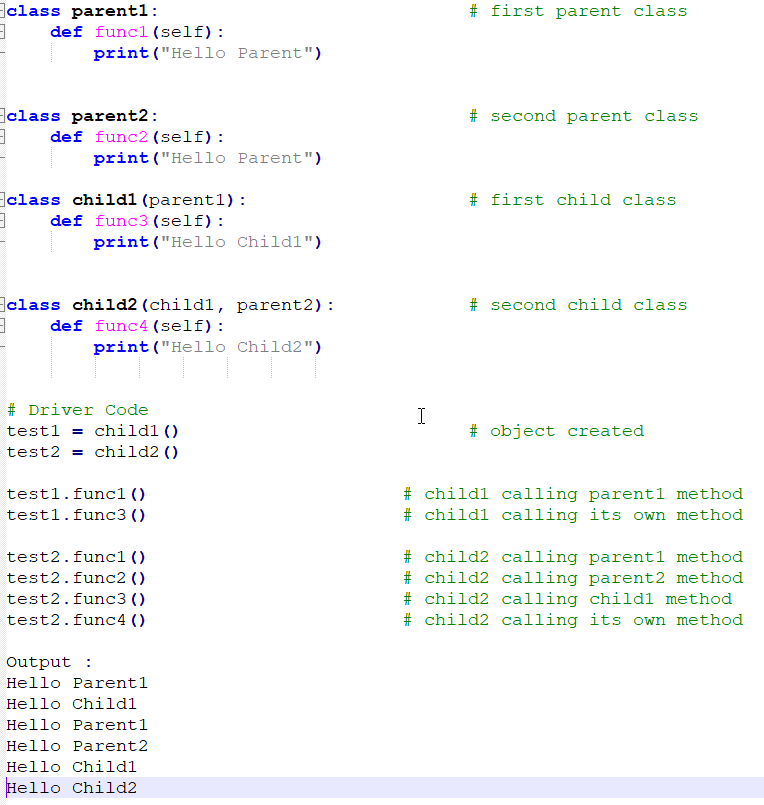 class parent1:                            # first parent class
    def func1(self):
        print("Hello Parent")
class parent2:                            # second parent class
    def func2(self):
        print("Hello Parent")
class child1(parent1):                    # first child class
    def func3(self):
        print("Hello Child1")
class child2(child1, parent2):            # second child class
    def func4(self):
        print("Hello Child2")
# Driver Code
test1 = child1()                          # object created
test2 = child2()
test1.func1()                       # child1 calling parent1 method
test1.func3()                       # child1 calling its own method
test2.func1()                       # child2 calling parent1 method
test2.func2()                       # child2 calling parent2 method
test2.func3()                       # child2 calling child1 method
test2.func4()                       # child2 calling its own method
Output :
Hello Parent1
Hello Child1
Hello Parent1
Hello Parent2
Hello Child1
Hello Child2